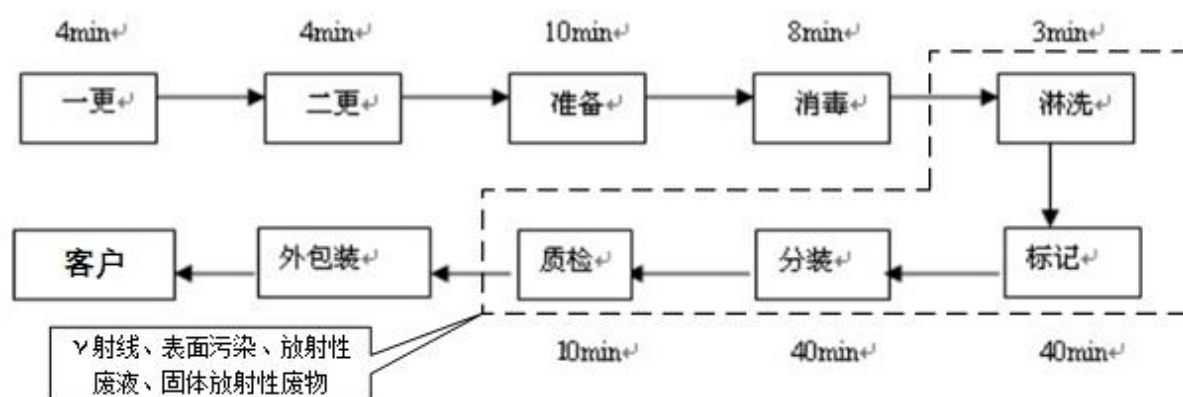 4min↵ 4min↵ 10min↵ 8min↵ 3min↵
一更↵ 二更↵ 准备↵ 消毒↵ 淋洗↵
客户 外包装↵ 质检↵ 分装↵ 标记↵
γ射线、表面污染、放射性
废液、固体放射性废物
10min↵ 40min↵ 40min↵